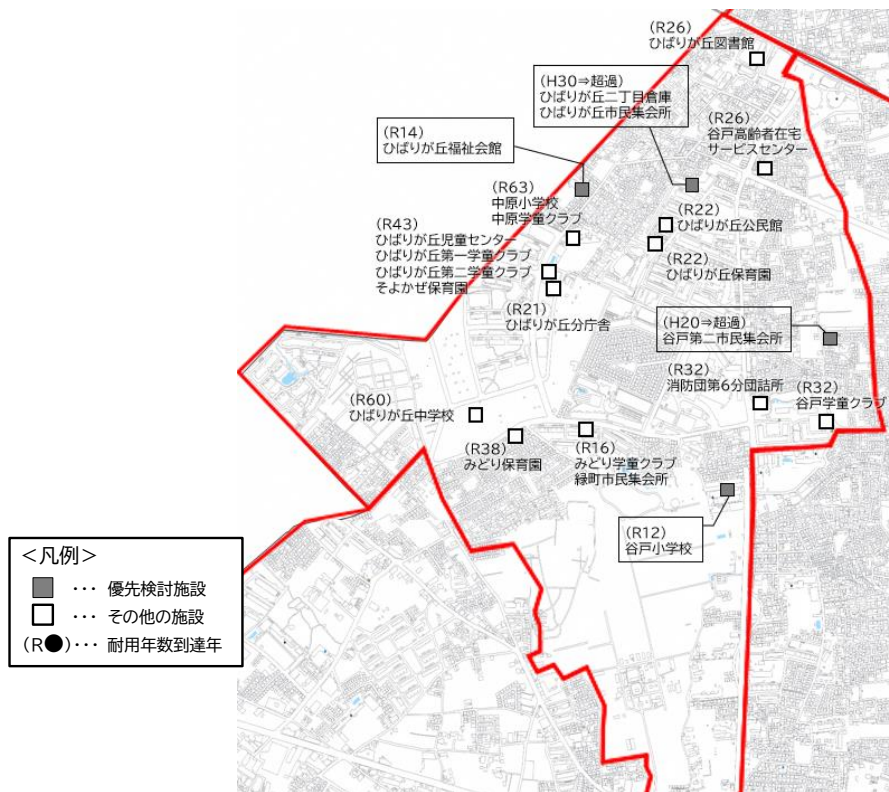 (R26)
ひばりが丘図書館
(H30⇒超過)
ひばりが丘二丁目倉庫
ひばりが丘市民集会所
(R26)
谷戸高齢者在宅
サービスセンター
(R14)
ひばりが丘福祉会館
(R63)
中原小学校
中原学童クラブ
(R43)
ひばりが丘児童センター
ひばりが丘第一学童クラブ
ひばりが丘第二学童クラブ
そよかぜ保育園
(R22)
ひばりが丘公民館
(R22)
ひばりが丘保育園
(R21)
ひばりが丘分庁舎
(H20⇒超過)
谷戸第二市民集会所
(R32)
消防団第6分団詰所
(R32)
谷戸学童クラブ
(R60)
ひばりが丘中学校
(R38)
みどり保育園
(R16)
みどり学童クラブ
緑町市民集会所
(R12)
谷戸小学校
＜凡例＞
･･･ 優先検討施設
･･･ その他の施設
(R●)･･･ 耐用年数到達年